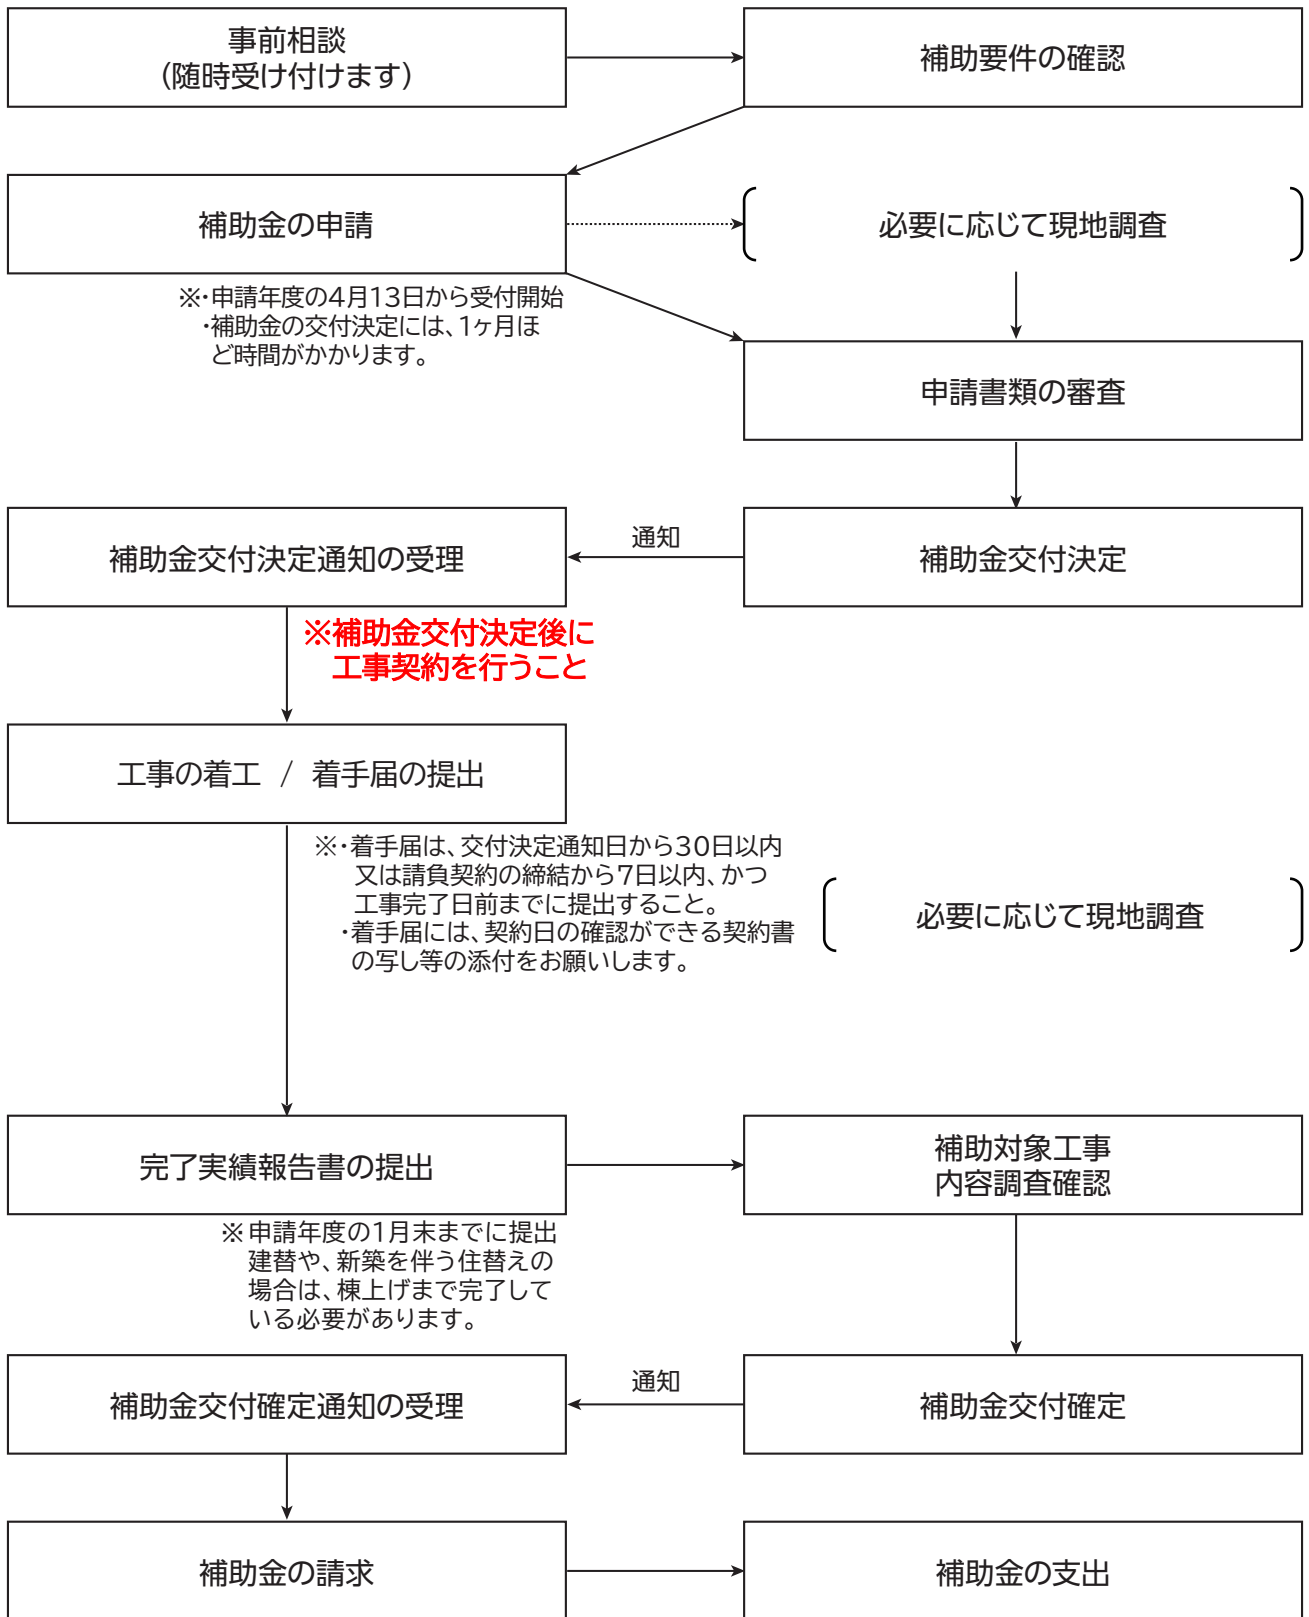 事前相談
(随時受け付けます)
補助要件の確認
補助金の申請
必要に応じて現地調査
※・申請年度の4月13日から受付開始
・補助金の交付決定には、1ヶ月ほ
ど時間がかかります。
申請書類の審査
補助金交付決定通知の受理
通知
補助金交付決定
※補助金交付決定後に
工事契約を行うこと
工事の着工 / 着手届の提出
※・着手届は、交付決定通知日から30日以内
又は請負契約の締結から7日以内、かつ
工事完了日前までに提出すること。
・着手届には、契約日の確認ができる契約書
の写し等の添付をお願いします。
必要に応じて現地調査
完了実績報告書の提出
補助対象工事
内容調査確認
※申請年度の1月末までに提出
建替や、新築を伴う住替えの
場合は、棟上げまで完了して
いる必要があります。
補助金交付確定通知の受理
通知
補助金交付確定
補助金の請求
補助金の支出